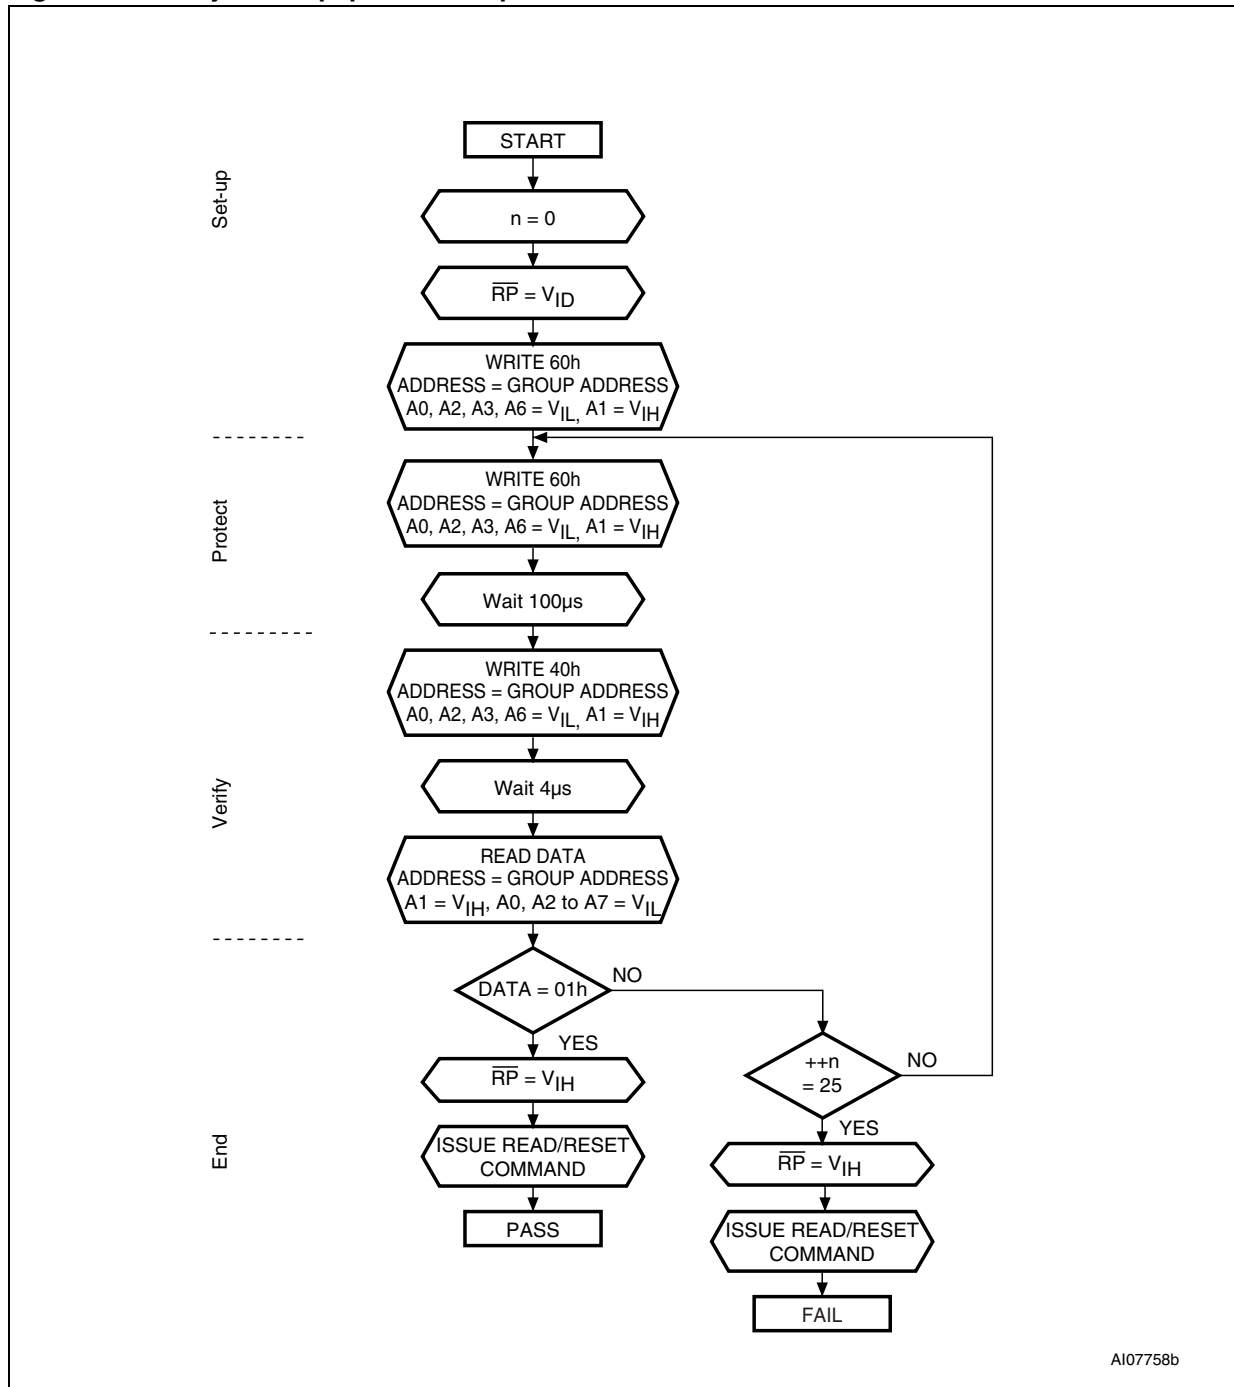 START
Set-up
n = 0
R̅P̅ = VID
WRITE 60h
ADDRESS = GROUP ADDRESS
A0, A2, A3, A6 = VIL, A1 = VIH
Protect
WRITE 60h
ADDRESS = GROUP ADDRESS
A0, A2, A3, A6 = VIL, A1 = VIH
Wait 100µs
WRITE 40h
ADDRESS = GROUP ADDRESS
A0, A2, A3, A6 = VIL, A1 = VIH
Verify
Wait 4µs
READ DATA
ADDRESS = GROUP ADDRESS
A1 = VIH, A0, A2 to A7 = VIL
DATA = 01h
NO
YES
++n
= 25
NO
YES
End
R̅P̅ = VIH
ISSUE READ/RESET
COMMAND
PASS
R̅P̅ = VIH
ISSUE READ/RESET
COMMAND
FAIL
AI07758b